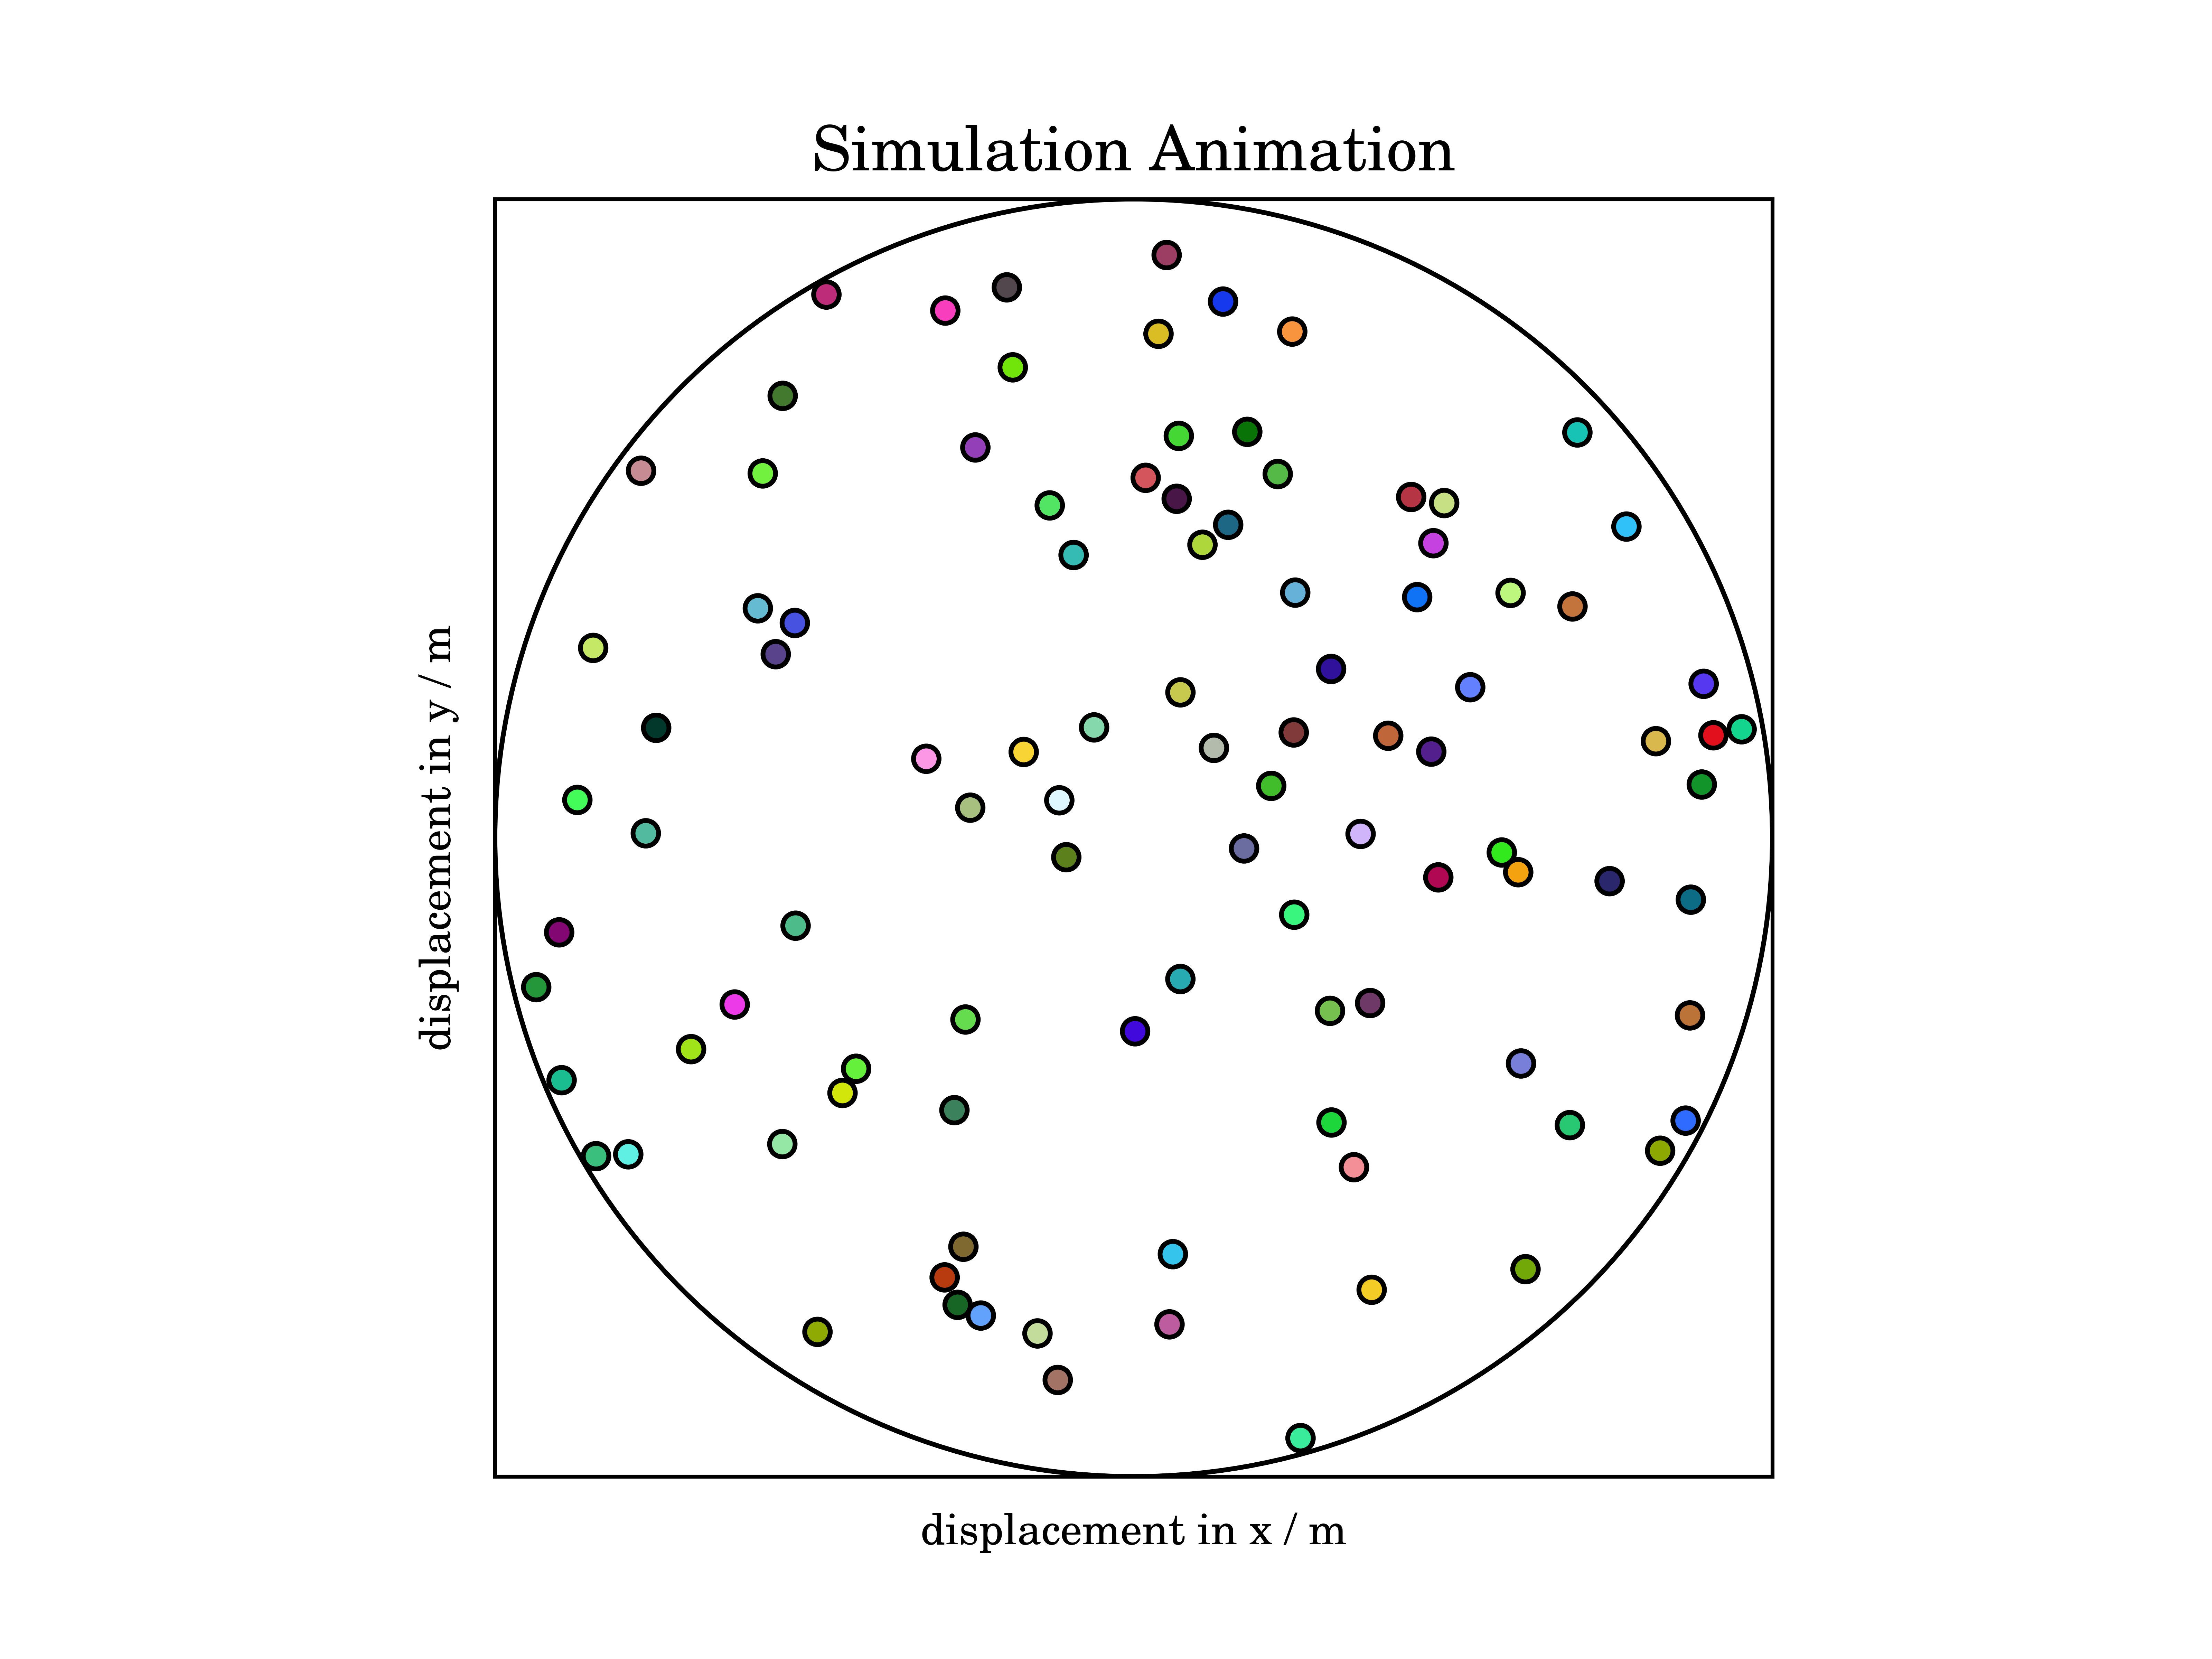 Simulation Animation
displacement in y / m
displacement in x / m